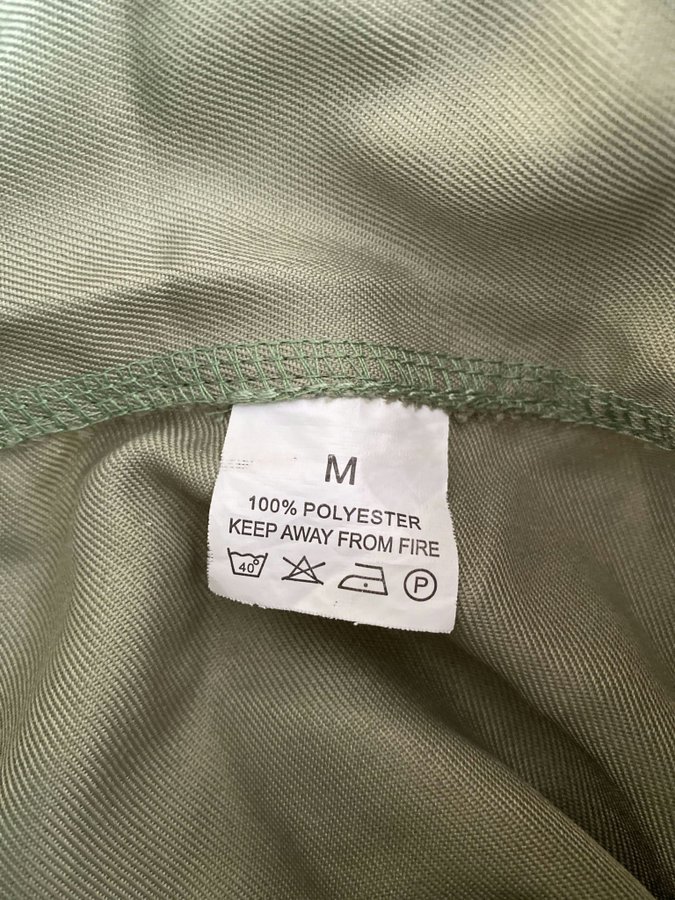 M
100% POLYESTER
KEEP AWAY FROM FIRE
40° P